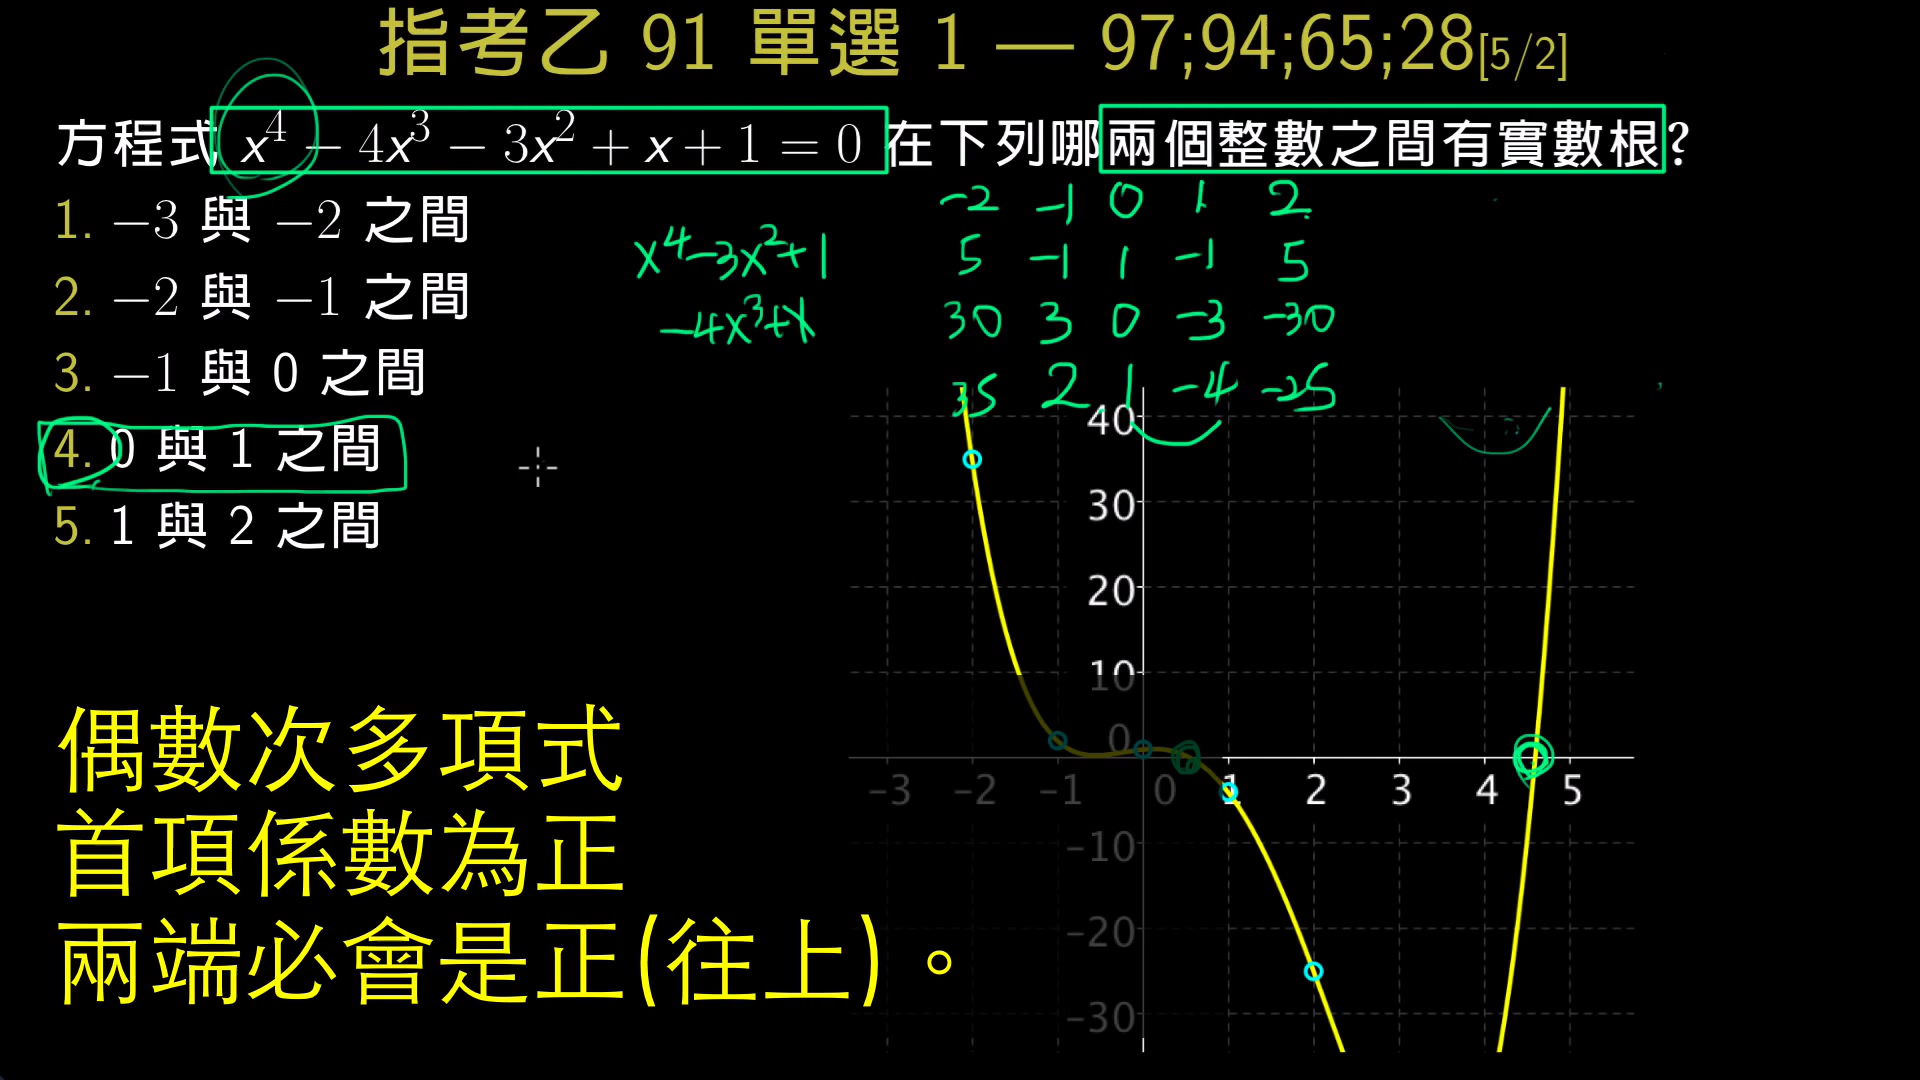 指考乙 91 單選 1 — 97;94;65;28[5/2]
方程式 x⁴ − 4x³ − 3x² + x + 1 = 0 在下列哪兩個整數之間有實數根?
1. −3 與 −2 之間
2. −2 與 −1 之間
3. −1 與 0 之間
4. 0 與 1 之間
5. 1 與 2 之間
x⁴−3x²+1
−4x³+x
−2 −1 0 1 2
5 −1 1 −1 5
30 3 0 −3 −30
35 2 1 −4 −25
40
30
20
10
0
−3 −2 −1 0 1 2 3 4 5
−10
−20
−30
偶數次多項式
首項係數為正
兩端必會是正(往上)。